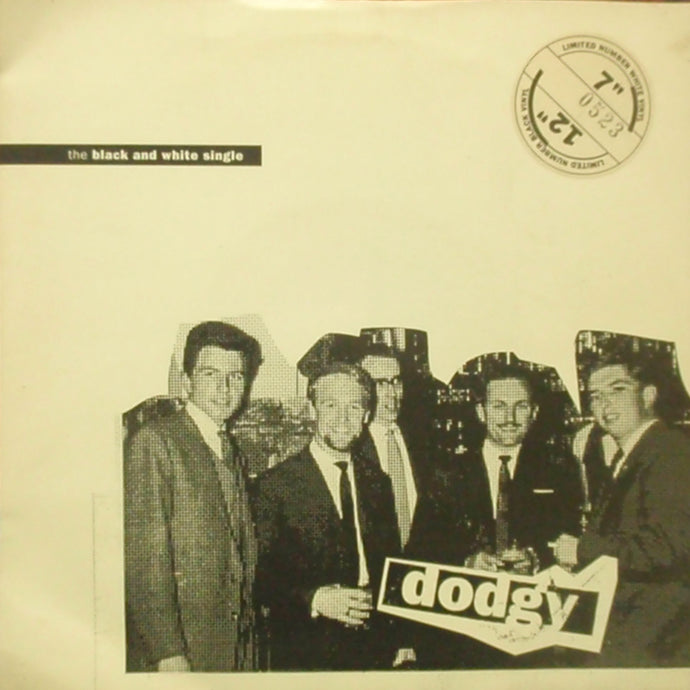 LIMITED NUMBER WHITE VINYL
7"
0523
12"
LIMITED NUMBER BLACK VINYL
the black and white single
dodgy